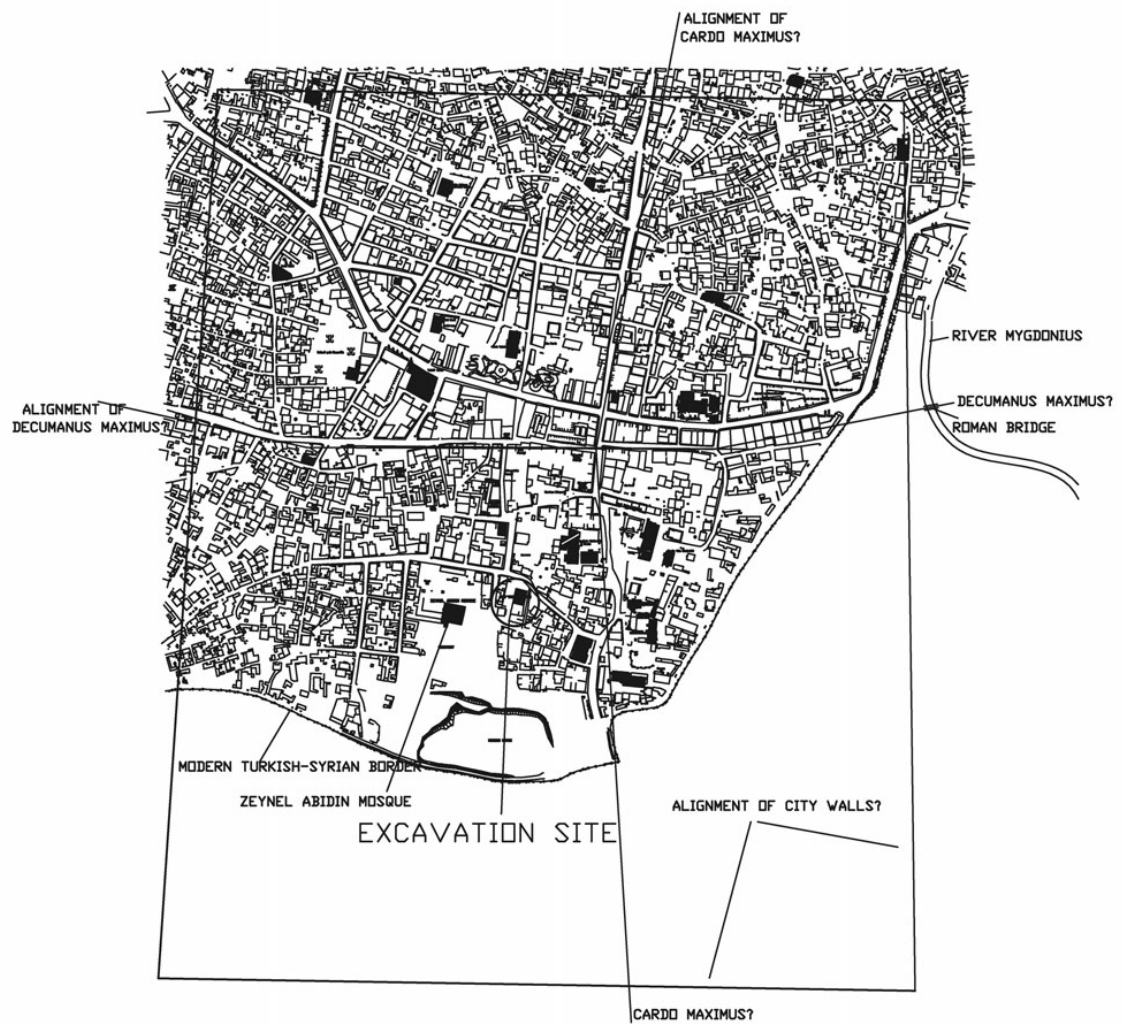 ALIGNMENT OF
CARDO MAXIMUS?
RIVER MYGDONIUS
ALIGNMENT OF
DECUMANUS MAXIMUS?
DECUMANUS MAXIMUS?
ROMAN BRIDGE
MODERN TURKISH-SYRIAN BORDER
ZEYNEL ABIDIN MOSQUE
ALIGNMENT OF CITY WALLS?
EXCAVATION SITE
CARDO MAXIMUS?